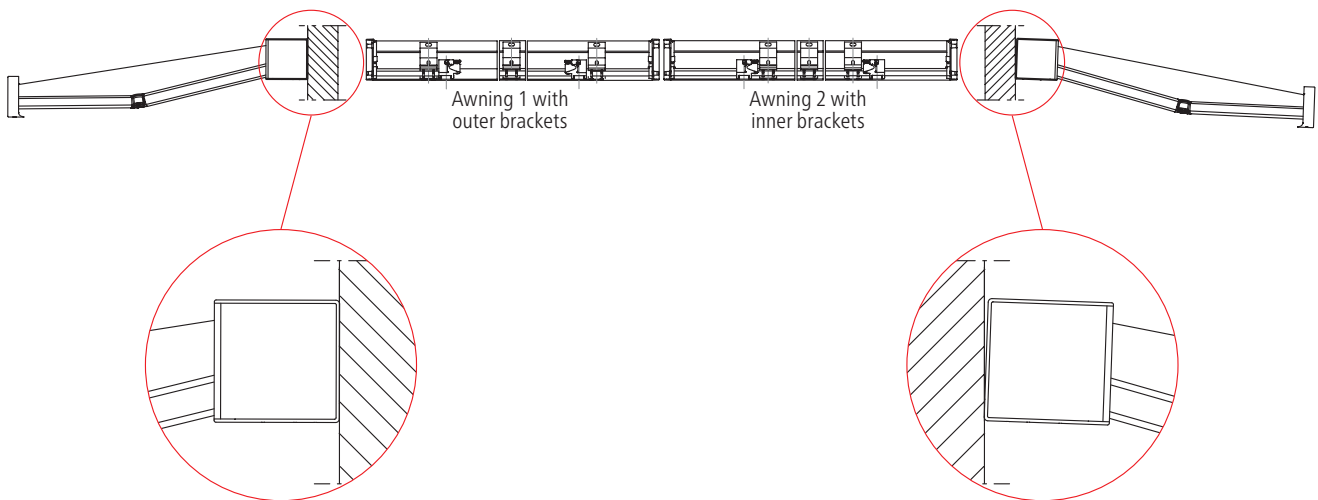 Awning 1 with
outer brackets
Awning 2 with
inner brackets